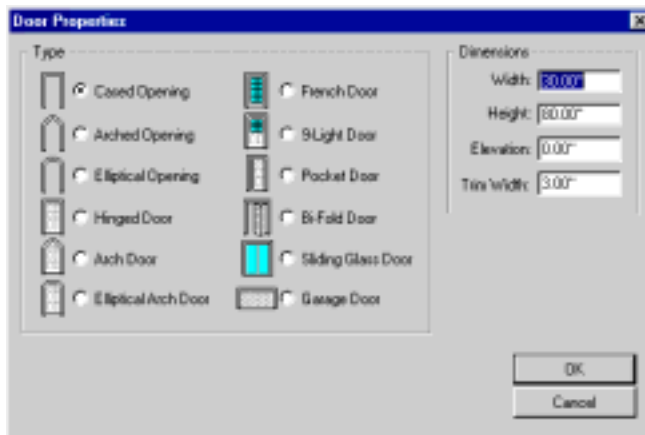 Door Properties
Type
Cased Opening
Arched Opening
Elliptical Opening
Hinged Door
Arch Door
Elliptical Arch Door
French Door
9-Light Door
Pocket Door
Bi-Fold Door
Sliding Glass Door
Garage Door
Dimensions
Width: 30.00"
Height: 80.00"
Elevation: 0.00"
Trim Width: 3.00"
OK
Cancel